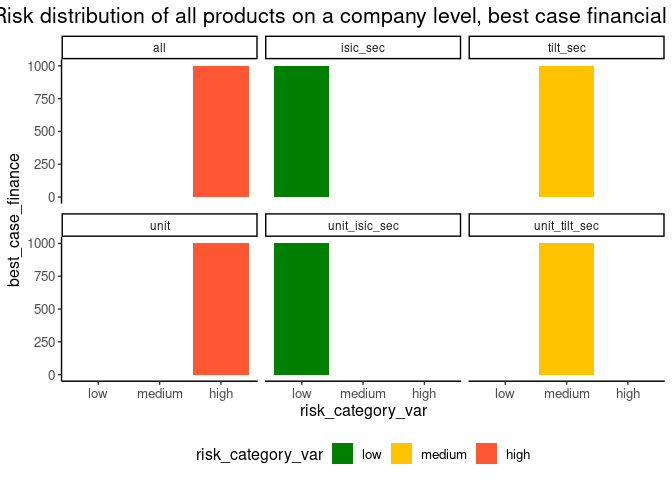 Risk distribution of all products on a company level, best case financial
all isic_sec tilt_sec
1000
750
500
250
0
unit unit_isic_sec unit_tilt_sec
1000
750
500
250
0
best_case_finance
low medium high low medium high low medium high
risk_category_var
risk_category_var low medium high